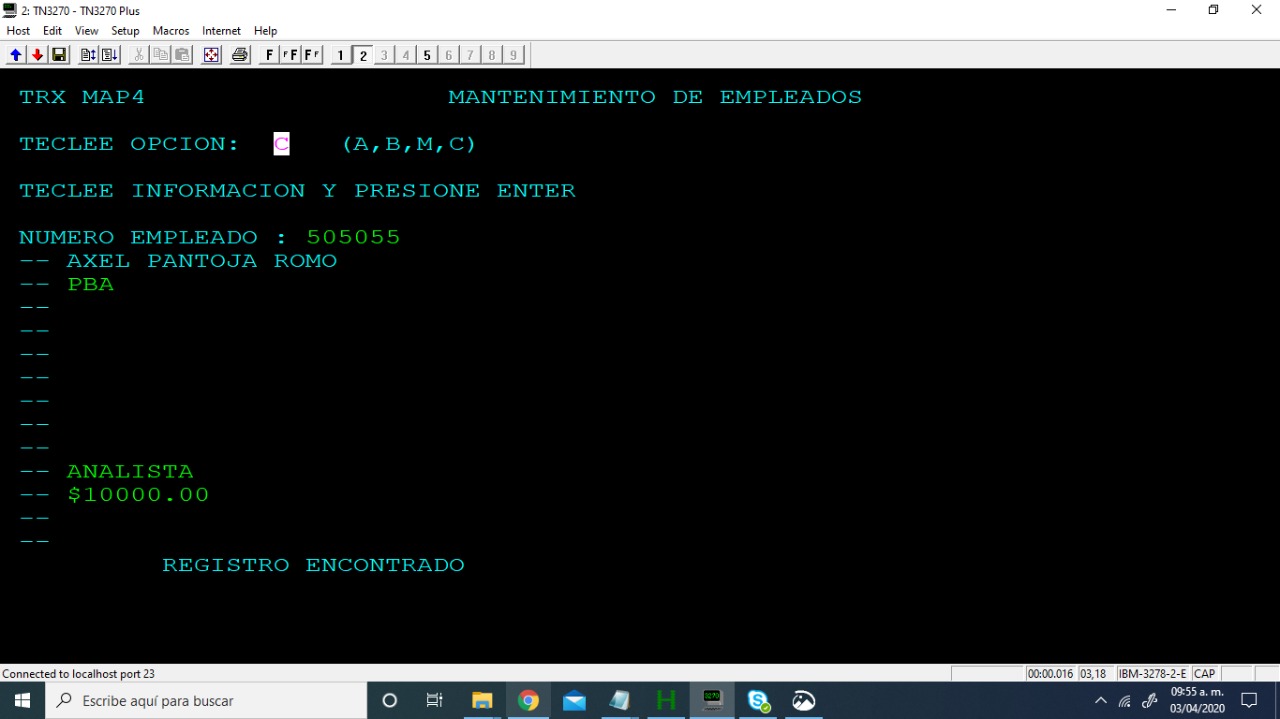 2: TN3270 - TN3270 Plus
Host Edit View Setup Macros Internet Help
F F F F F 1 2 3 4 5 6 7 8 9
TRX MAP4 MANTENIMIENTO DE EMPLEADOS
TECLEE OPCION: C (A,B,M,C)
TECLEE INFORMACION Y PRESIONE ENTER
NUMERO EMPLEADO : 505055
-- AXEL PANTOJA ROMO
-- PBA
--
--
--
--
--
--
--
-- ANALISTA
-- $10000.00
--
--
REGISTRO ENCONTRADO
Connected to localhost port 23 00:00.016 03,18 IBM-3278-2-E CAP
Escribe aquí para buscar H 3270 09:55 a. m.
03/04/2020